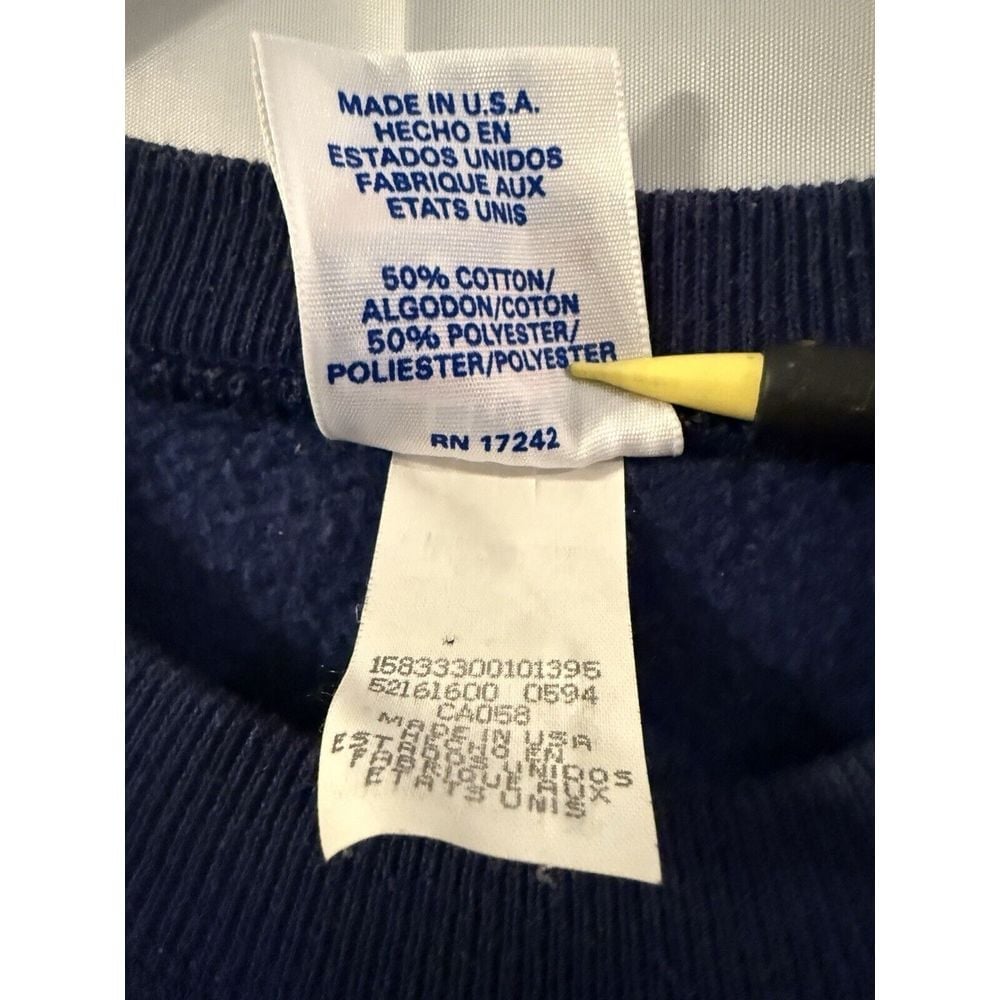 MADE IN U.S.A.
HECHO EN
ESTADOS UNIDOS
FABRIQUE AUX
ETATS UNIS
50% COTTON/
ALGODON/COTON
50% POLYESTER/
POLIESTER/POLYESTER
RN 17242
15833300101395
52161600 0594
CA058
MADE IN USA
HECHO EN
ESTADOS UNIDOS
FABRIQUE AUX
ETATS UNIS